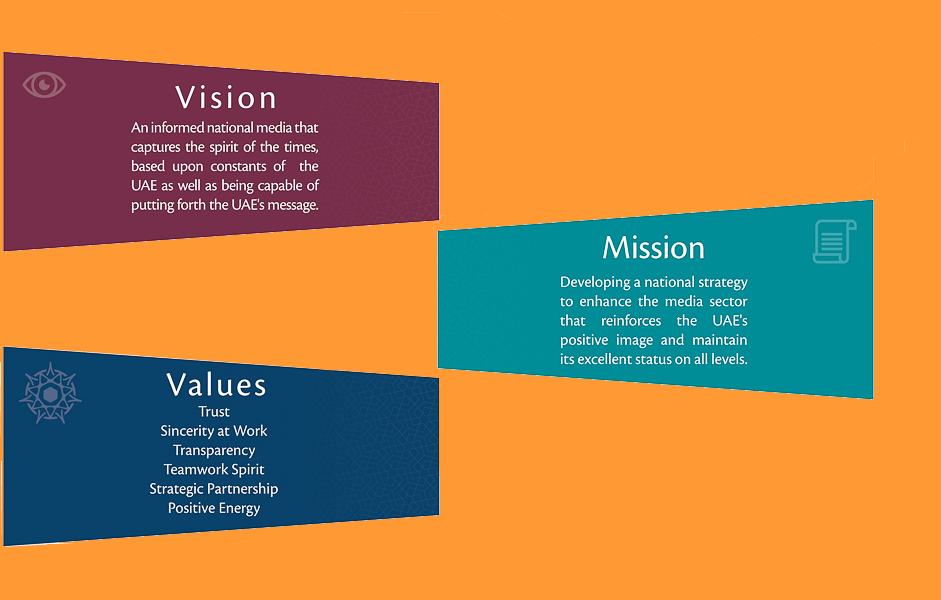 Vision
An informed national media that
captures the spirit of the times,
based upon constants of the
UAE as well as being capable of
putting forth the UAE's message.
Mission
Developing a national strategy
to enhance the media sector
that reinforces the UAE's
positive image and maintain
its excellent status on all levels.
Values
Trust
Sincerity at Work
Transparency
Teamwork Spirit
Strategic Partnership
Positive Energy